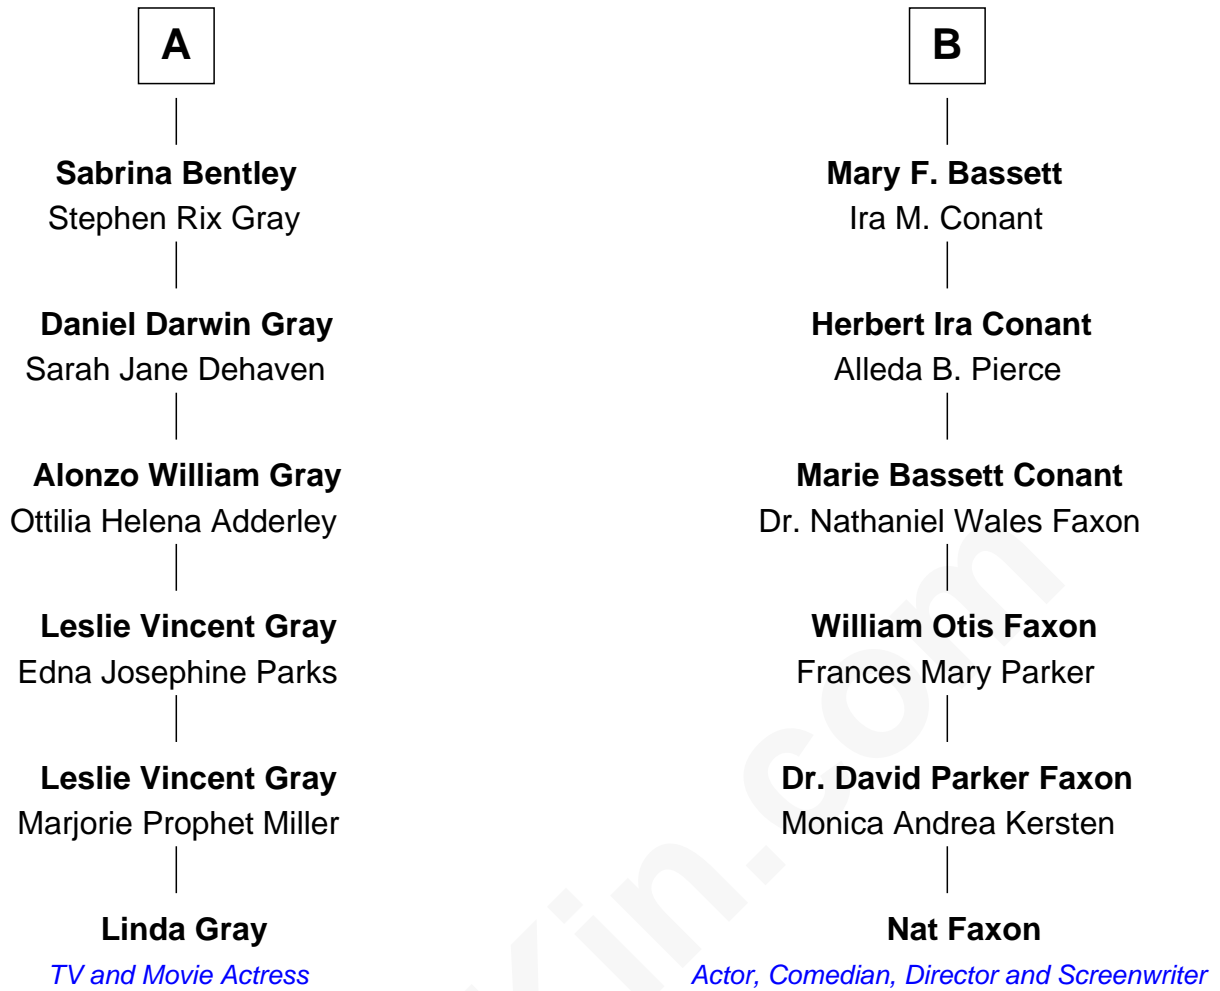 A
Sabrina Bentley
Stephen Rix Gray
Daniel Darwin Gray
Sarah Jane Dehaven
Alonzo William Gray
Ottilia Helena Adderley
Leslie Vincent Gray
Edna Josephine Parks
Leslie Vincent Gray
Marjorie Prophet Miller
Linda Gray
TV and Movie Actress
B
Mary F. Bassett
Ira M. Conant
Herbert Ira Conant
Alleda B. Pierce
Marie Bassett Conant
Dr. Nathaniel Wales Faxon
William Otis Faxon
Frances Mary Parker
Dr. David Parker Faxon
Monica Andrea Kersten
Nat Faxon
Actor, Comedian, Director and Screenwriter